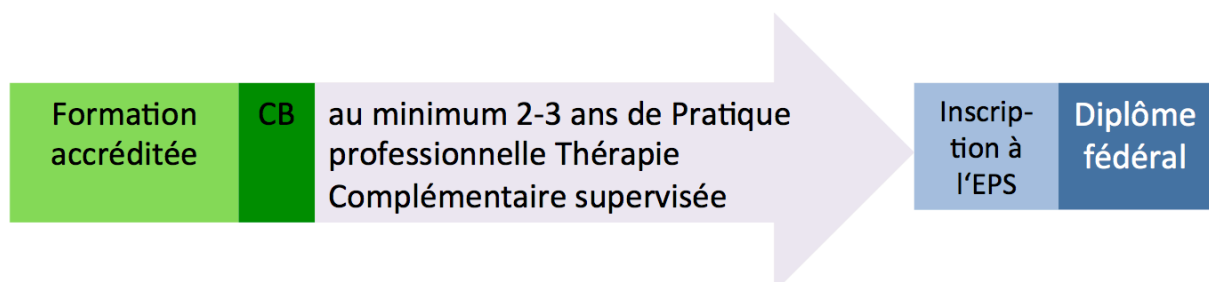 Formation
accréditée
CB
au minimum 2-3 ans de Pratique
professionnelle Thérapie
Complémentaire supervisée
Inscrip-
tion à
l‘EPS
Diplôme
fédéral